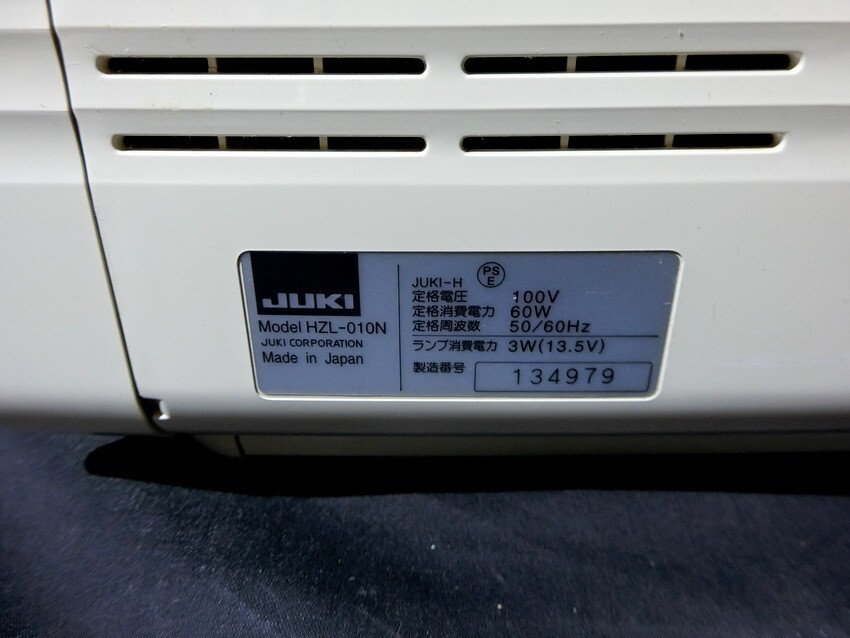 JUKI
Model HZL-010N
JUKI CORPORATION
Made in Japan
JUKI-H
PS
E
定格電圧 100V
定格消費電力 60W
定格周波数 50/60Hz
ランプ消費電力 3W(13.5V)
製造番号 134979